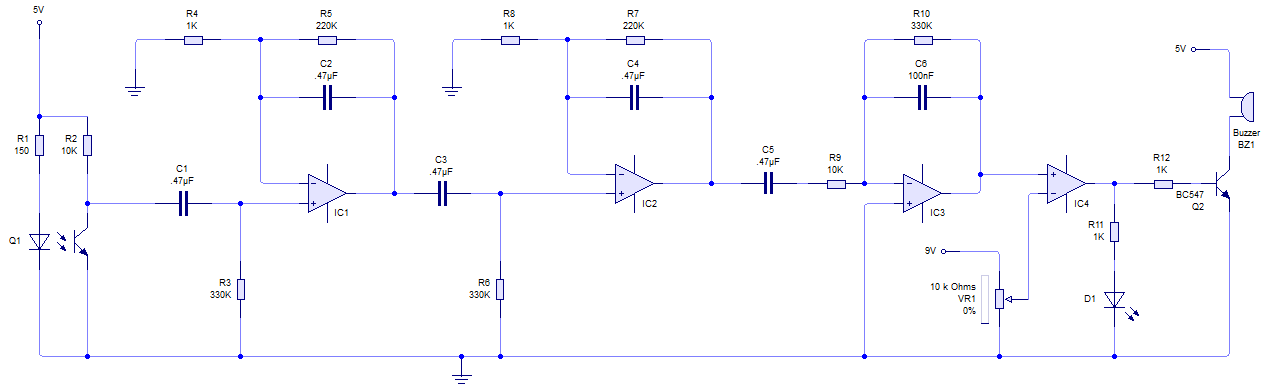 5V
R4
1K
R5
220K
R8
1K
R7
220K
R10
330K
C2
.47µF
C4
.47µF
C6
100nF
5V
R1
150
R2
10K
C1
.47µF
C3
.47µF
C5
.47µF
R9
10K
R12
1K
Buzzer
BZ1
IC1
IC2
IC3
IC4
BC547
Q2
Q1
R11
1K
9V
R3
330K
R6
330K
10 k Ohms
VR1
0%
D1